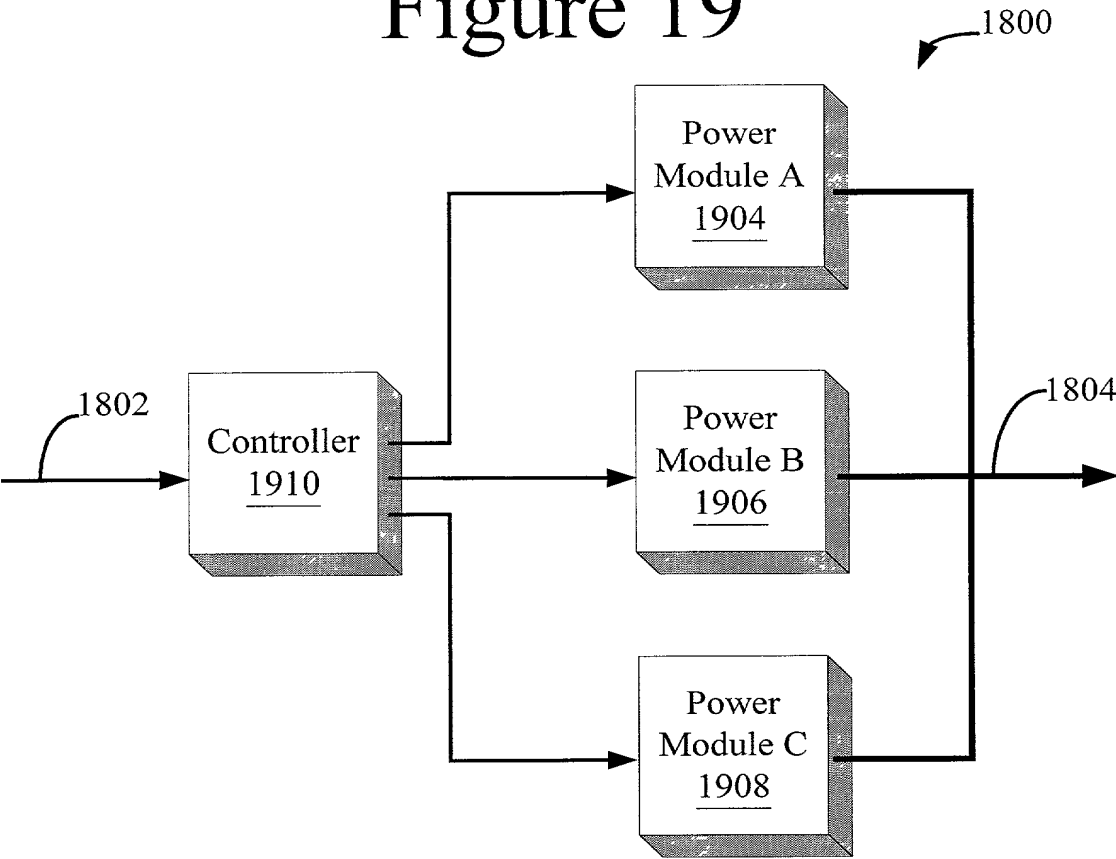 Figure 19
1800
Power
Module A
1904
1802
Controller
1910
Power
Module B
1906
1804
Power
Module C
1908